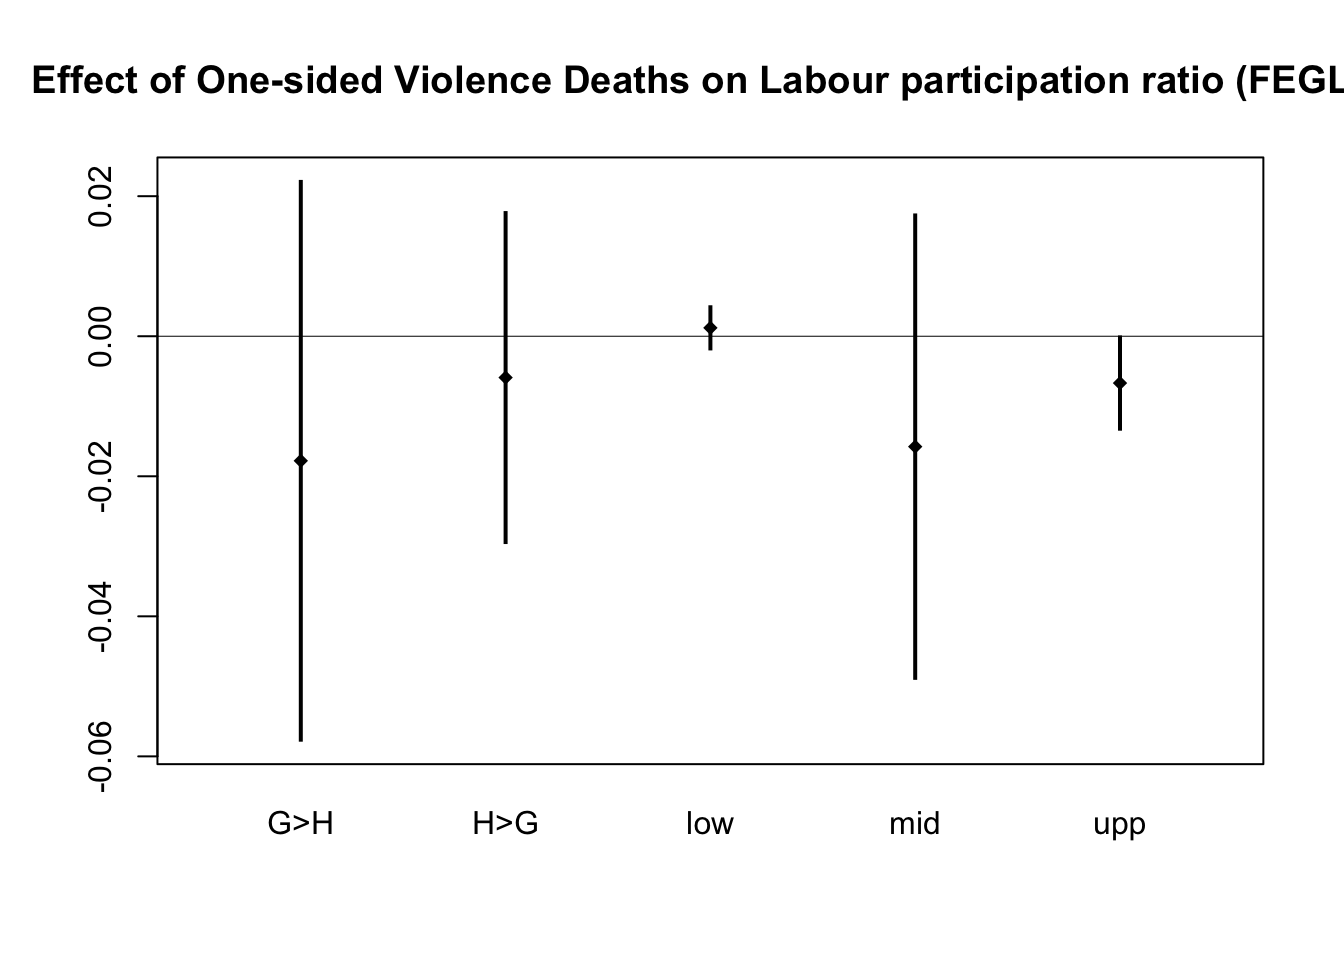 Effect of One-sided Violence Deaths on Labour participation ratio (FEGL
0.02
0.00
-0.02
-0.04
-0.06
G>H H>G low mid upp